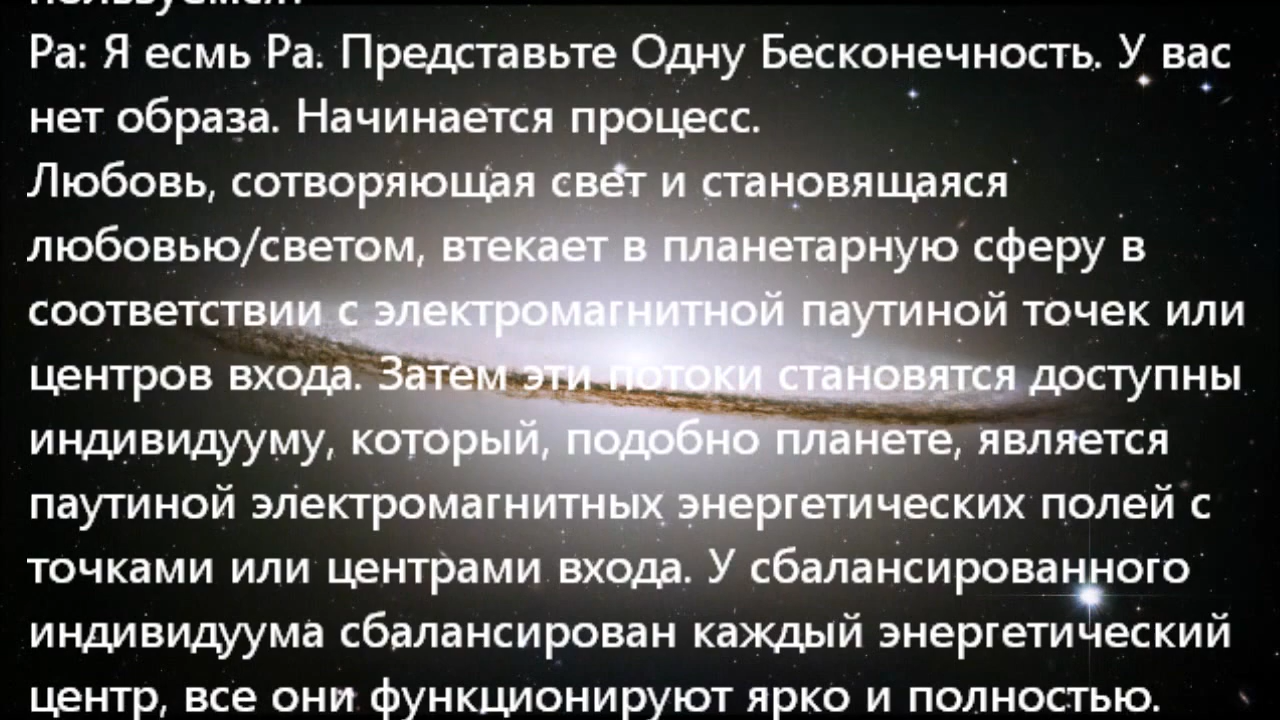 Ра: Я есмь Ра. Представьте Одну Бесконечность. У вас
нет образа. Начинается процесс.
Любовь, сотворяющая свет и становящаяся
любовью/светом, втекает в планетарную сферу в
соответствии с электромагнитной паутиной точек или
центров входа. Затем эти потоки становятся доступны
индивидууму, который, подобно планете, является
паутиной электромагнитных энергетических полей с
точками или центрами входа. У сбалансированного
индивидуума сбалансирован каждый энергетический
центр, все они функционируют ярко и полностью.